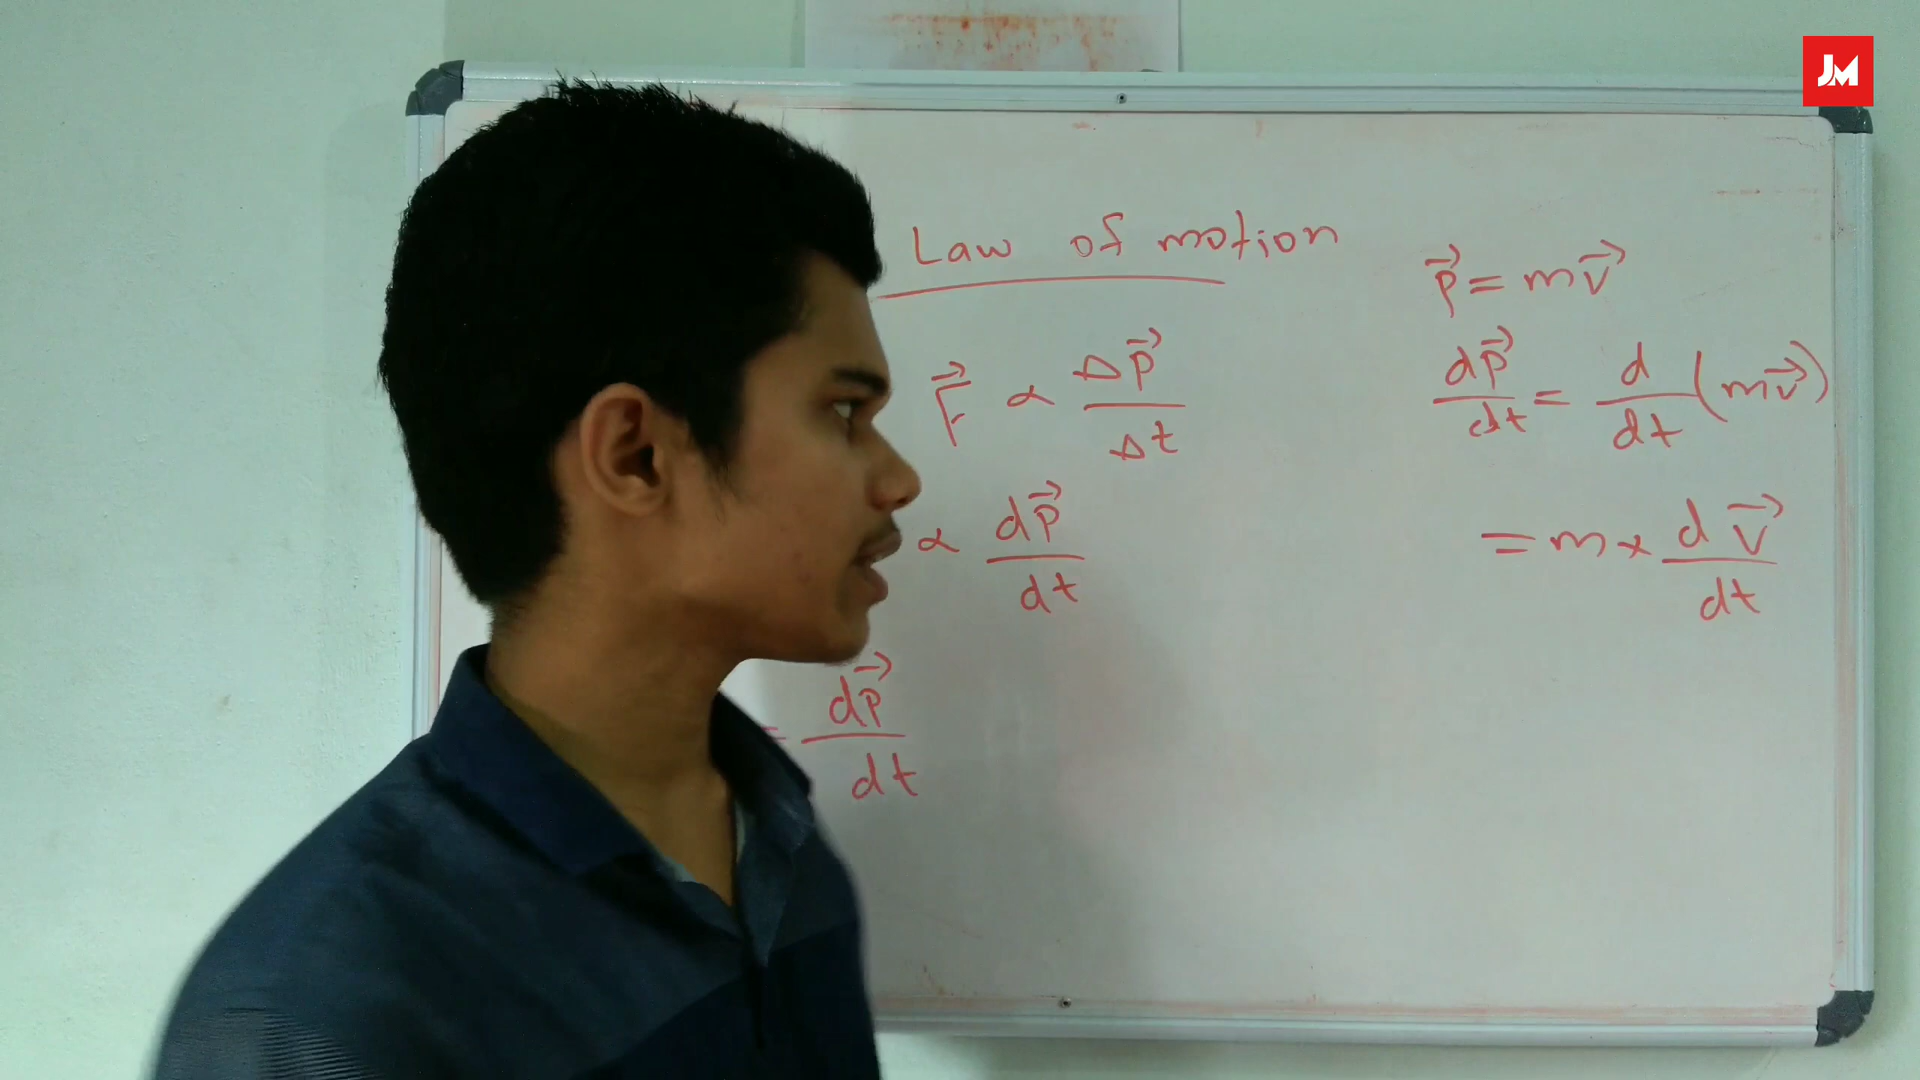 Law of motion
F⃗ ∝ Δp⃗ / Δt
∝ dp⃗ / dt
= dp⃗ / dt
p⃗ = mv⃗
dp⃗ / dt = d / dt (mv⃗)
= m × dv⃗ / dt
JM